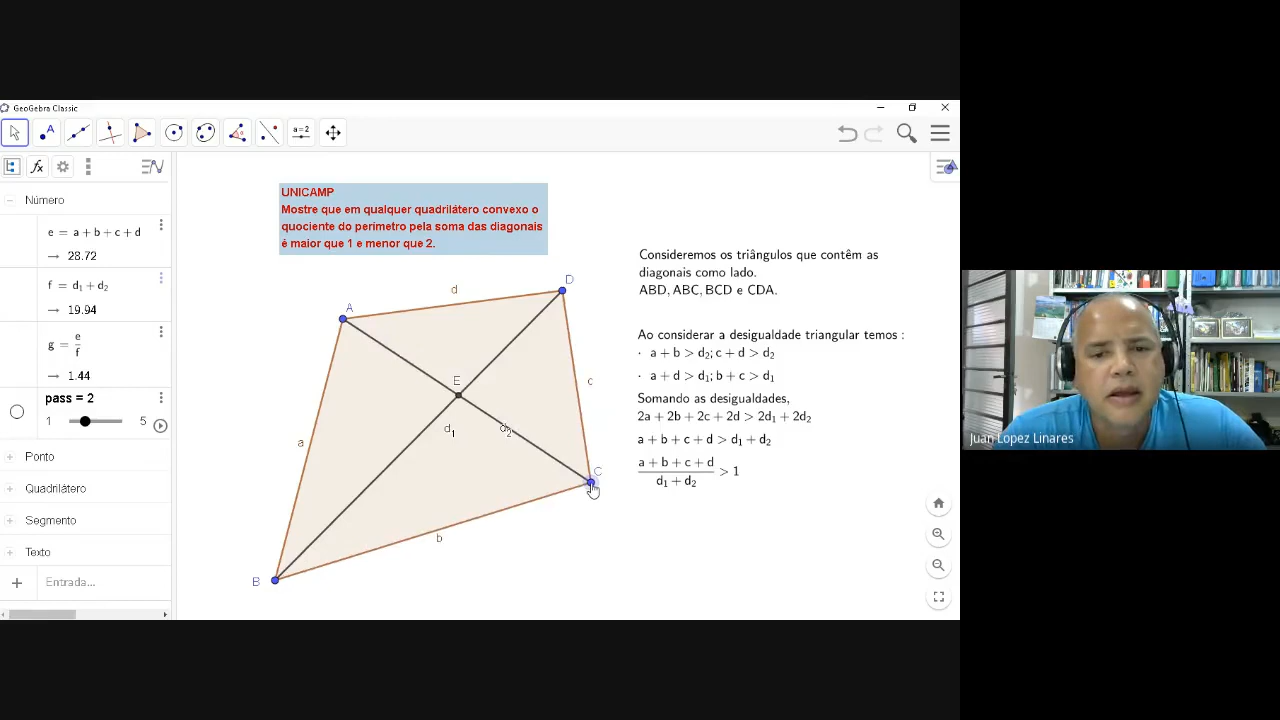 GeoGebra Classic
a=2
Número
e = a + b + c + d
→ 28.72
f = d₁ + d₂
→ 19.94
g = e/f
→ 1.44
pass = 2
1 5
Ponto
Quadrilátero
Segmento
Texto
Entrada...
UNICAMP
Mostre que em qualquer quadrilátero convexo o
quociente do perímetro pela soma das diagonais
é maior que 1 e menor que 2.
D
d
A
c
E
a
d₁
d₂
C
b
B
Consideremos os triângulos que contêm as
diagonais como lado.
ABD, ABC, BCD e CDA.
Ao considerar a desigualdade triangular temos :
· a + b > d₂; c + d > d₂
· a + d > d₁; b + c > d₁
Somando as desigualdades,
2a + 2b + 2c + 2d > 2d₁ + 2d₂
a + b + c + d > d₁ + d₂
(a + b + c + d)/(d₁ + d₂) > 1
Juan Lopez Linares